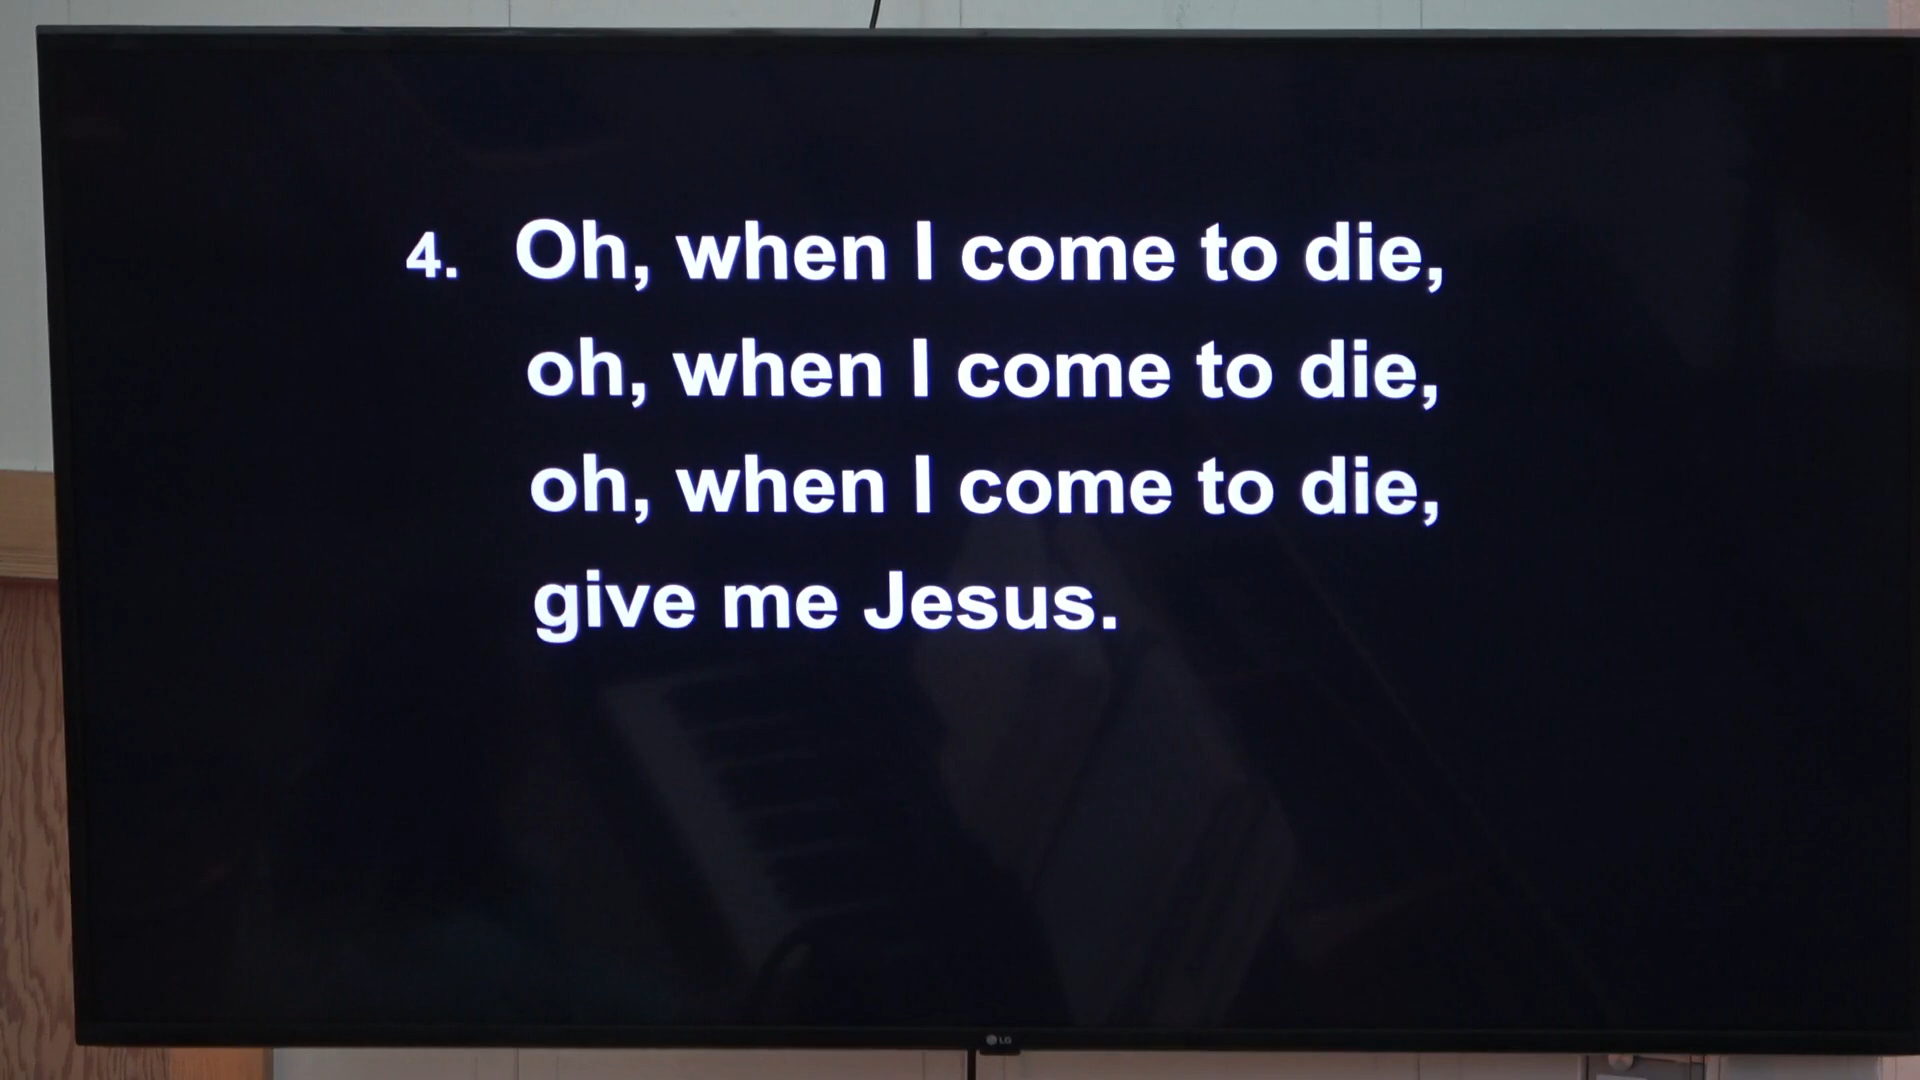 4. Oh, when I come to die,
oh, when I come to die,
oh, when I come to die,
give me Jesus.
LG